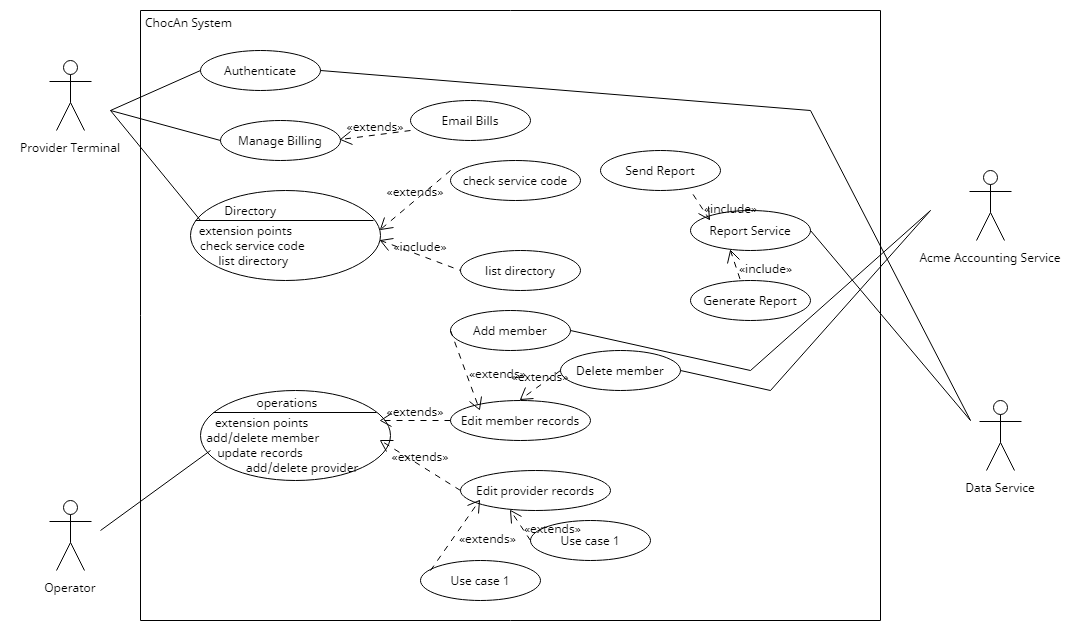 ChocAn System
Authenticate
Provider Terminal
Manage Billing
«extends»
Email Bills
Send Report
check service code
«extends»
«include»
Directory
extension points
check service code
list directory
«include»
list directory
Report Service
Acme Accounting Service
«include»
Generate Report
Add member
Delete member
«extends»
«extends»
operations
extension points
add/delete member
update records
add/delete provider
«extends»
Edit member records
«extends»
Edit provider records
Data Service
«extends»
Use case 1
«extends»
Use case 1
Operator